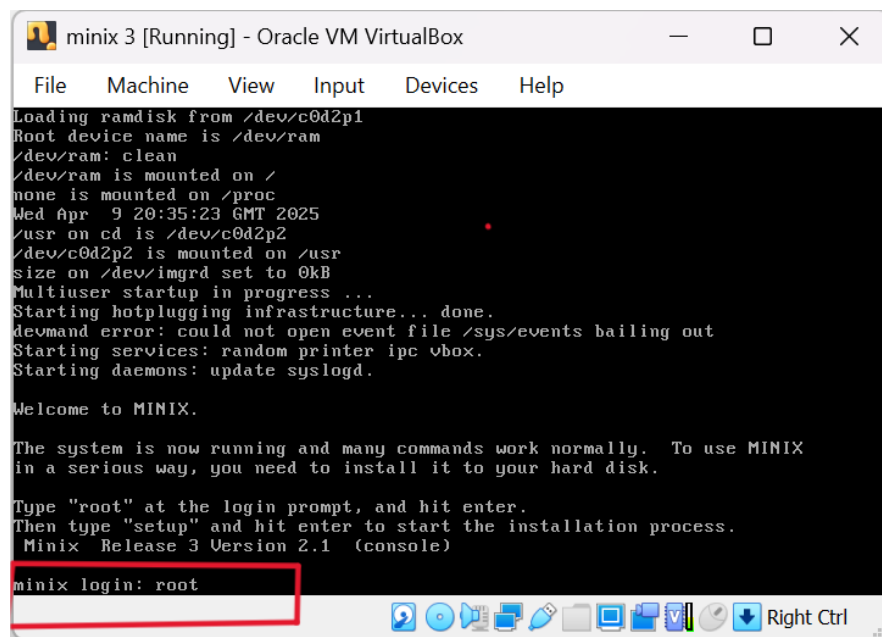 minix 3 [Running] - Oracle VM VirtualBox
File Machine View Input Devices Help
Loading ramdisk from /dev/c0d2p1
Root device name is /dev/ram
/dev/ram: clean
/dev/ram is mounted on /
none is mounted on /proc
Wed Apr  9 20:35:23 GMT 2025
/usr on cd is /dev/c0d2p2
/dev/c0d2p2 is mounted on /usr
size on /dev/imgrd set to 0kB
Multiuser startup in progress ...
Starting hotplugging infrastructure... done.
devmand error: could not open event file /sys/events bailing out
Starting services: random printer ipc vbox.
Starting daemons: update syslogd.
Welcome to MINIX.
The system is now running and many commands work normally.  To use MINIX
in a serious way, you need to install it to your hard disk.
Type "root" at the login prompt, and hit enter.
Then type "setup" and hit enter to start the installation process.
Minix  Release 3 Version 2.1  (console)
minix login: root
Right Ctrl